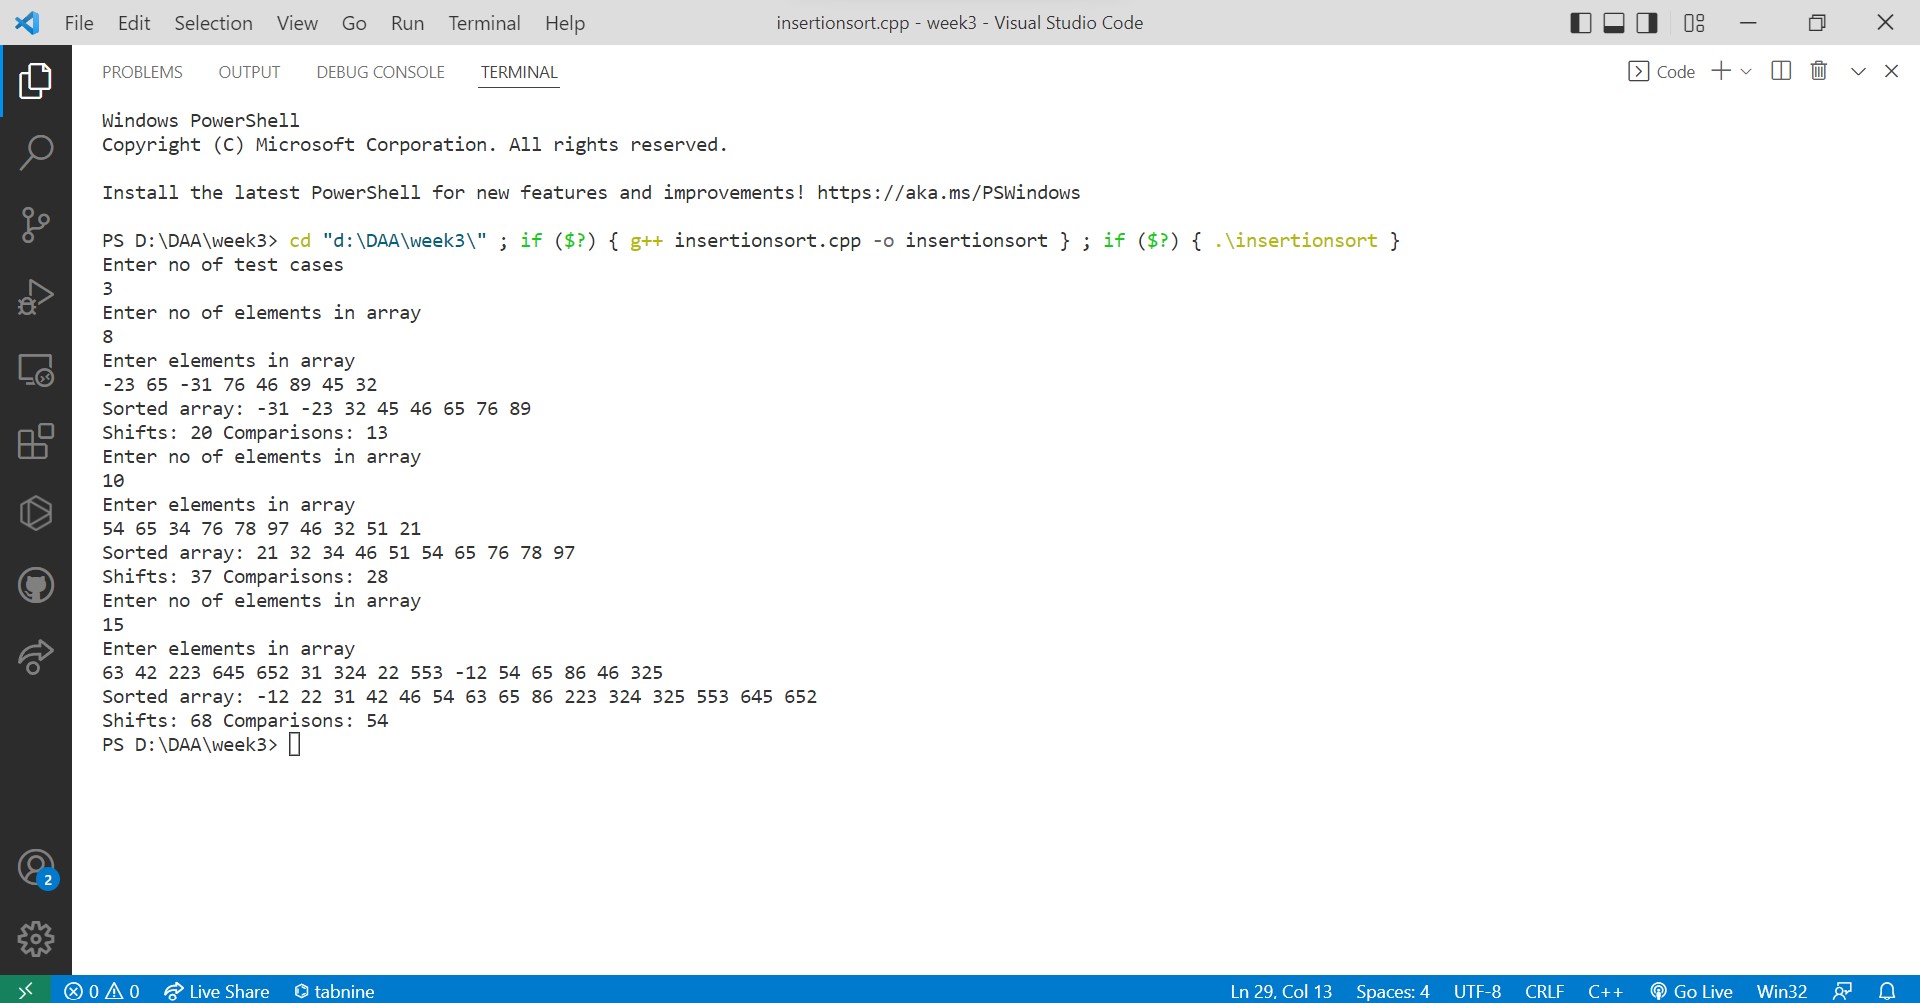 File Edit Selection View Go Run Terminal Help insertionsort.cpp - week3 - Visual Studio Code
PROBLEMS OUTPUT DEBUG CONSOLE TERMINAL Code
Windows PowerShell
Copyright (C) Microsoft Corporation. All rights reserved.
Install the latest PowerShell for new features and improvements! https://aka.ms/PSWindows
PS D:\DAA\week3> cd "d:\DAA\week3\" ; if ($?) { g++ insertionsort.cpp -o insertionsort } ; if ($?) { .\insertionsort }
Enter no of test cases
3
Enter no of elements in array
8
Enter elements in array
-23 65 -31 76 46 89 45 32
Sorted array: -31 -23 32 45 46 65 76 89
Shifts: 20 Comparisons: 13
Enter no of elements in array
10
Enter elements in array
54 65 34 76 78 97 46 32 51 21
Sorted array: 21 32 34 46 51 54 65 76 78 97
Shifts: 37 Comparisons: 28
Enter no of elements in array
15
Enter elements in array
63 42 223 645 652 31 324 22 553 -12 54 65 86 46 325
Sorted array: -12 22 31 42 46 54 63 65 86 223 324 325 553 645 652
Shifts: 68 Comparisons: 54
PS D:\DAA\week3>
2
0 0 Live Share tabnine Ln 29, Col 13 Spaces: 4 UTF-8 CRLF C++ Go Live Win32